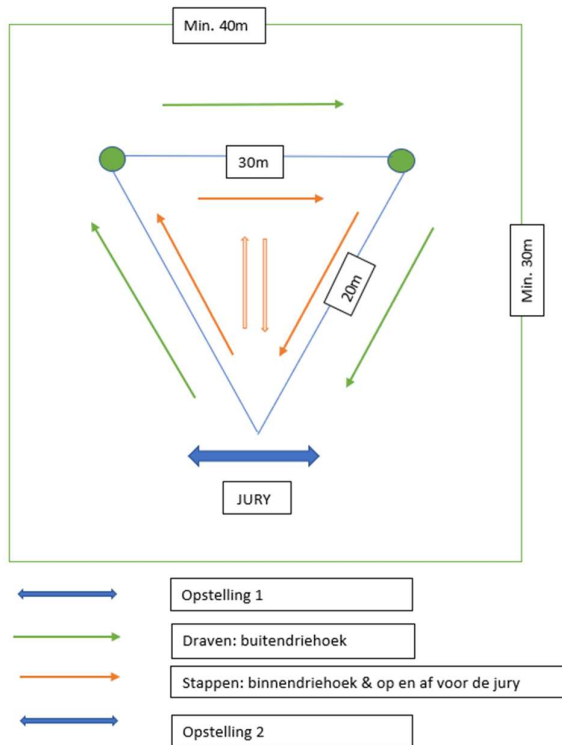 Min. 40m
30m
20m
Min. 30m
JURY
Opstelling 1
Draven: buitendriehoek
Stappen: binnendriehoek & op en af voor de jury
Opstelling 2